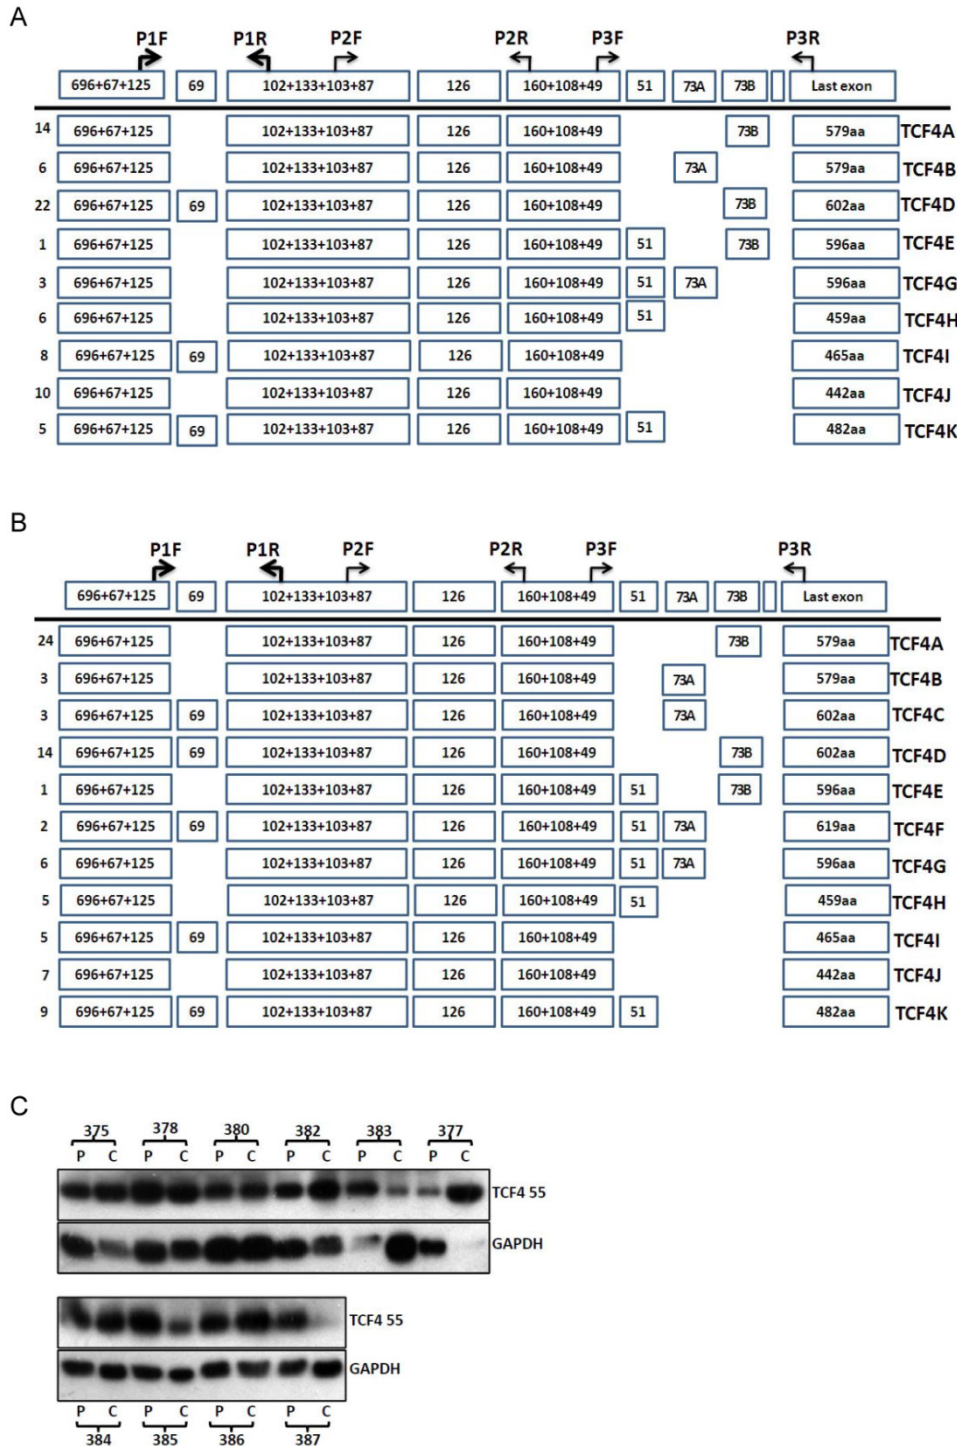 A
P1F P1R P2F P2R P3F P3R
696+67+125 69 102+133+103+87 126 160+108+49 51 73A 73B Last exon
14 696+67+125 102+133+103+87 126 160+108+49 73B 579aa TCF4A
6 696+67+125 102+133+103+87 126 160+108+49 73A 579aa TCF4B
22 696+67+125 69 102+133+103+87 126 160+108+49 73B 602aa TCF4D
1 696+67+125 102+133+103+87 126 160+108+49 51 73B 596aa TCF4E
3 696+67+125 102+133+103+87 126 160+108+49 51 73A 596aa TCF4G
6 696+67+125 102+133+103+87 126 160+108+49 51 459aa TCF4H
8 696+67+125 69 102+133+103+87 126 160+108+49 465aa TCF4I
10 696+67+125 102+133+103+87 126 160+108+49 442aa TCF4J
5 696+67+125 69 102+133+103+87 126 160+108+49 51 482aa TCF4K
B
P1F P1R P2F P2R P3F P3R
696+67+125 69 102+133+103+87 126 160+108+49 51 73A 73B Last exon
24 696+67+125 102+133+103+87 126 160+108+49 73B 579aa TCF4A
3 696+67+125 102+133+103+87 126 160+108+49 73A 579aa TCF4B
3 696+67+125 69 102+133+103+87 126 160+108+49 73A 602aa TCF4C
14 696+67+125 69 102+133+103+87 126 160+108+49 73B 602aa TCF4D
1 696+67+125 102+133+103+87 126 160+108+49 51 73B 596aa TCF4E
2 696+67+125 69 102+133+103+87 126 160+108+49 51 73A 619aa TCF4F
6 696+67+125 102+133+103+87 126 160+108+49 51 73A 596aa TCF4G
5 696+67+125 102+133+103+87 126 160+108+49 51 459aa TCF4H
5 696+67+125 69 102+133+103+87 126 160+108+49 465aa TCF4I
7 696+67+125 102+133+103+87 126 160+108+49 442aa TCF4J
9 696+67+125 69 102+133+103+87 126 160+108+49 51 482aa TCF4K
C
375 378 380 382 383 377
P C P C P C P C P C P C
TCF4 55
GAPDH
TCF4 55
GAPDH
P C P C P C P C
384 385 386 387